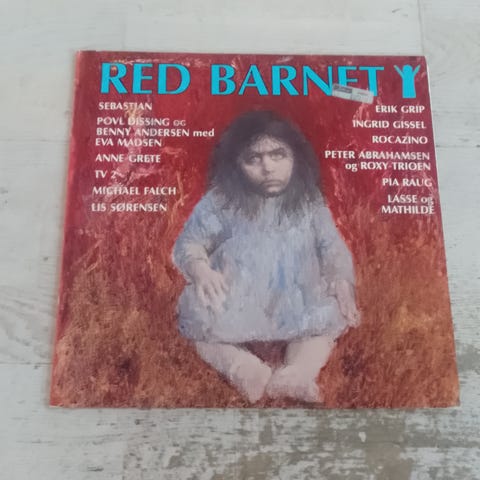 RED BARNET
SEBASTIAN
POVL DISSING OG
BENNY ANDERSEN med
EVA MADSEN
ANNE GRETE
TV 2
MICHAEL FALCH
LIS SØRENSEN
ERIK GRIP
INGRID GISSEL
ROCAZINO
PETER ABRAHAMSEN
og ROXY-TRIOEN
PIA RAUG
LASSE og
MATHILDE